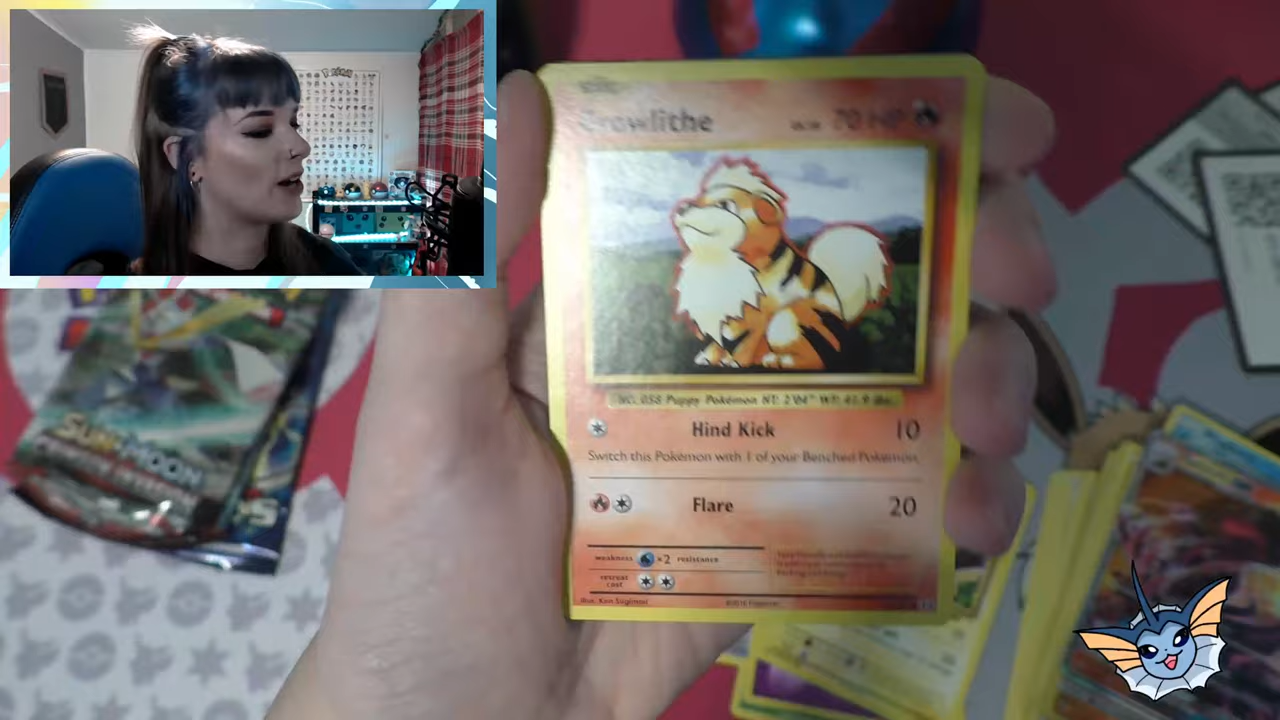 Growlithe 70 HP
NO. 058 Puppy Pokémon HT: 2'04" WT: 41.9 lbs.
Hind Kick 10
Switch this Pokémon with 1 of your Benched Pokémon.
Flare 20
weakness ×2 resistance
retreat
cost
Illus. Ken Sugimori
SUN & MOON